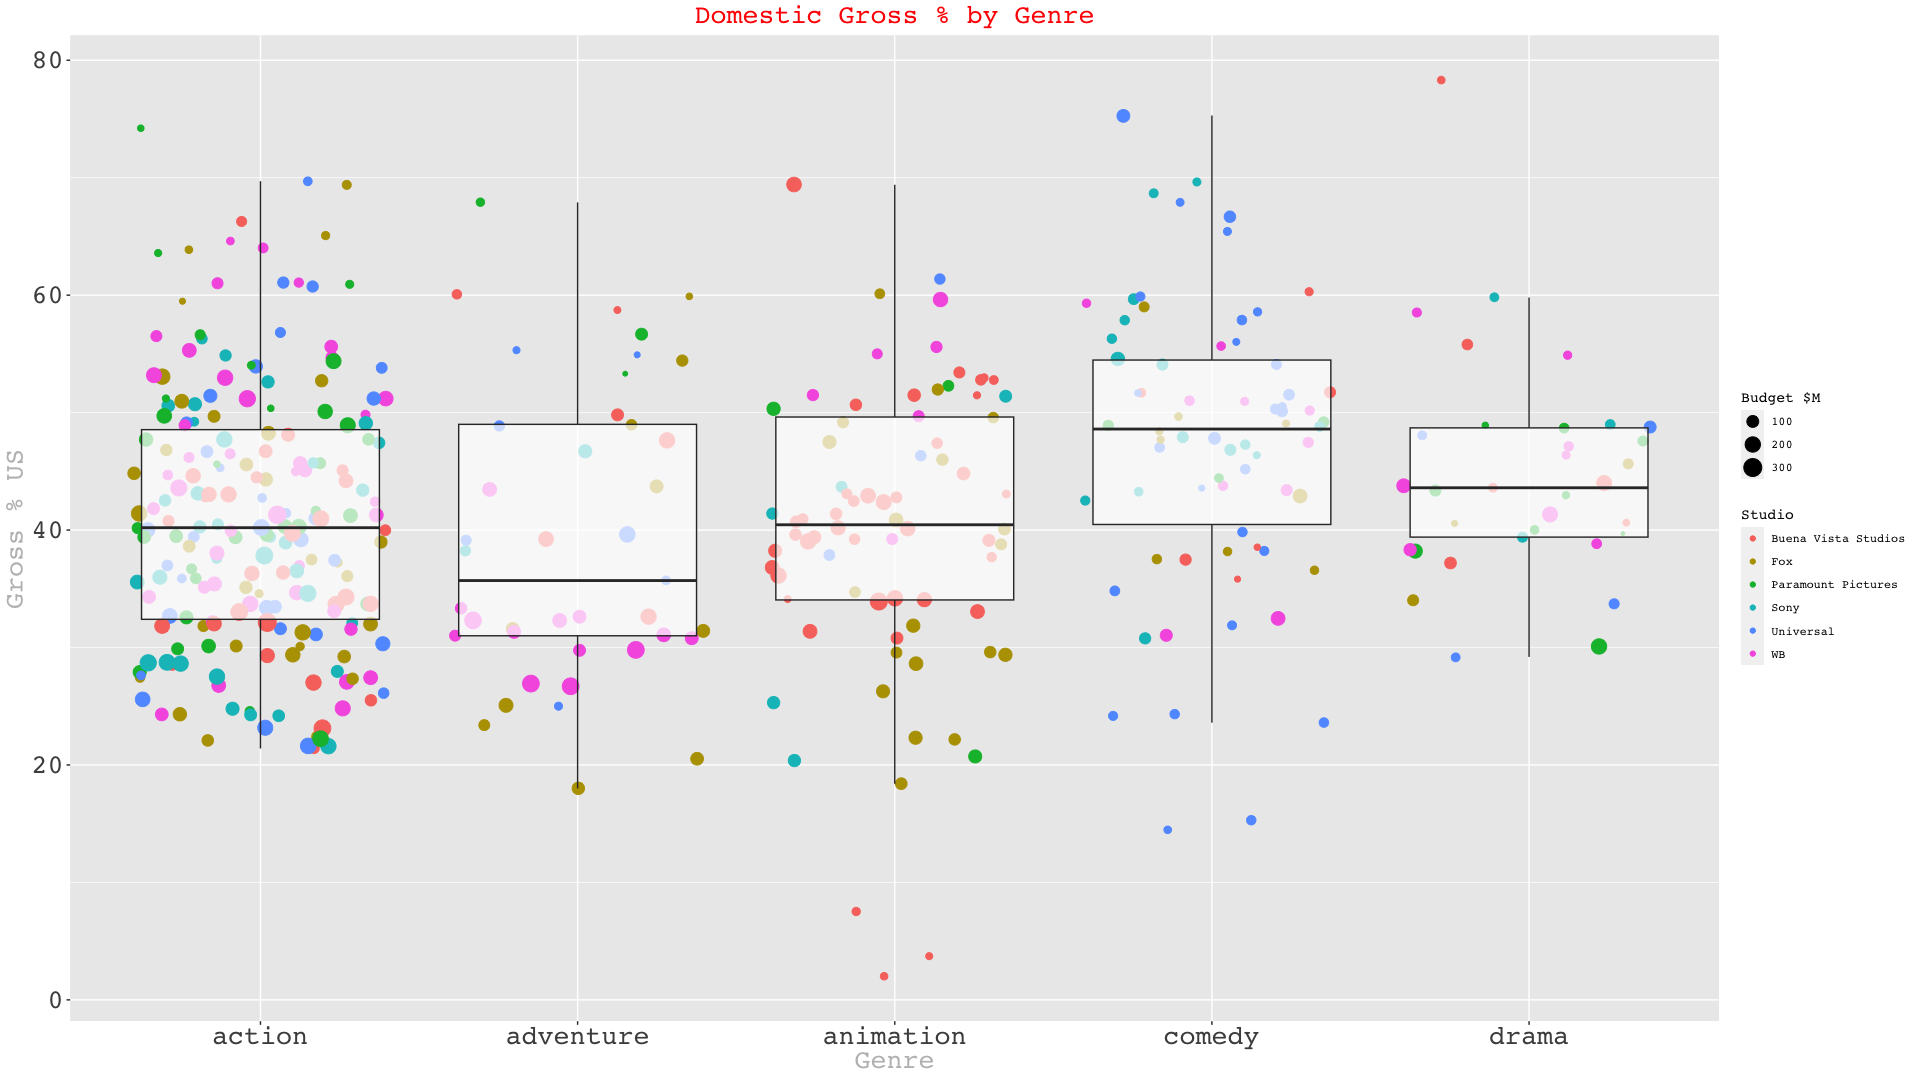 Domestic Gross % by Genre
Gross % US
80
60
40
20
0
action
adventure
animation
comedy
drama
Genre
Budget $M
100
200
300
Studio
Buena Vista Studios
Fox
Paramount Pictures
Sony
Universal
WB